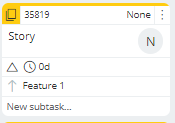 35819 None
Story
N
0d
Feature 1
New subtask...